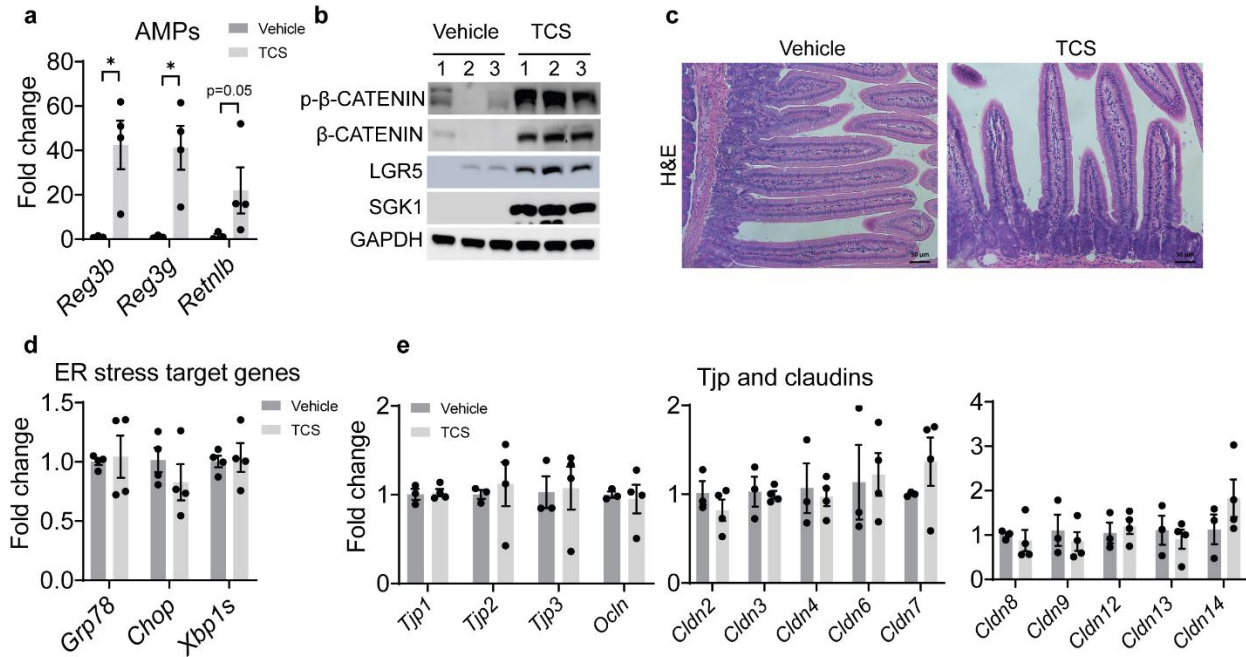 a
AMPs
Vehicle
TCS
Fold change
80
60
40
20
0
*
*
p=0.05
Reg3b
Reg3g
Retnlb
b
Vehicle TCS
1 2 3 1 2 3
p-β-CATENIN
β-CATENIN
LGR5
SGK1
GAPDH
c
Vehicle
TCS
H&E
50 µm
50 µm
d
ER stress target genes
Vehicle
TCS
Fold change
1.5
1.0
0.5
0.0
Grp78
Chop
Xbp1s
e
Tjp and claudins
Vehicle
TCS
Fold change
2
1
0
Tjp1
Tjp2
Tjp3
Ocln
2
1
0
Cldn2
Cldn3
Cldn4
Cldn6
Cldn7
4
3
2
1
0
Cldn8
Cldn9
Cldn12
Cldn13
Cldn14